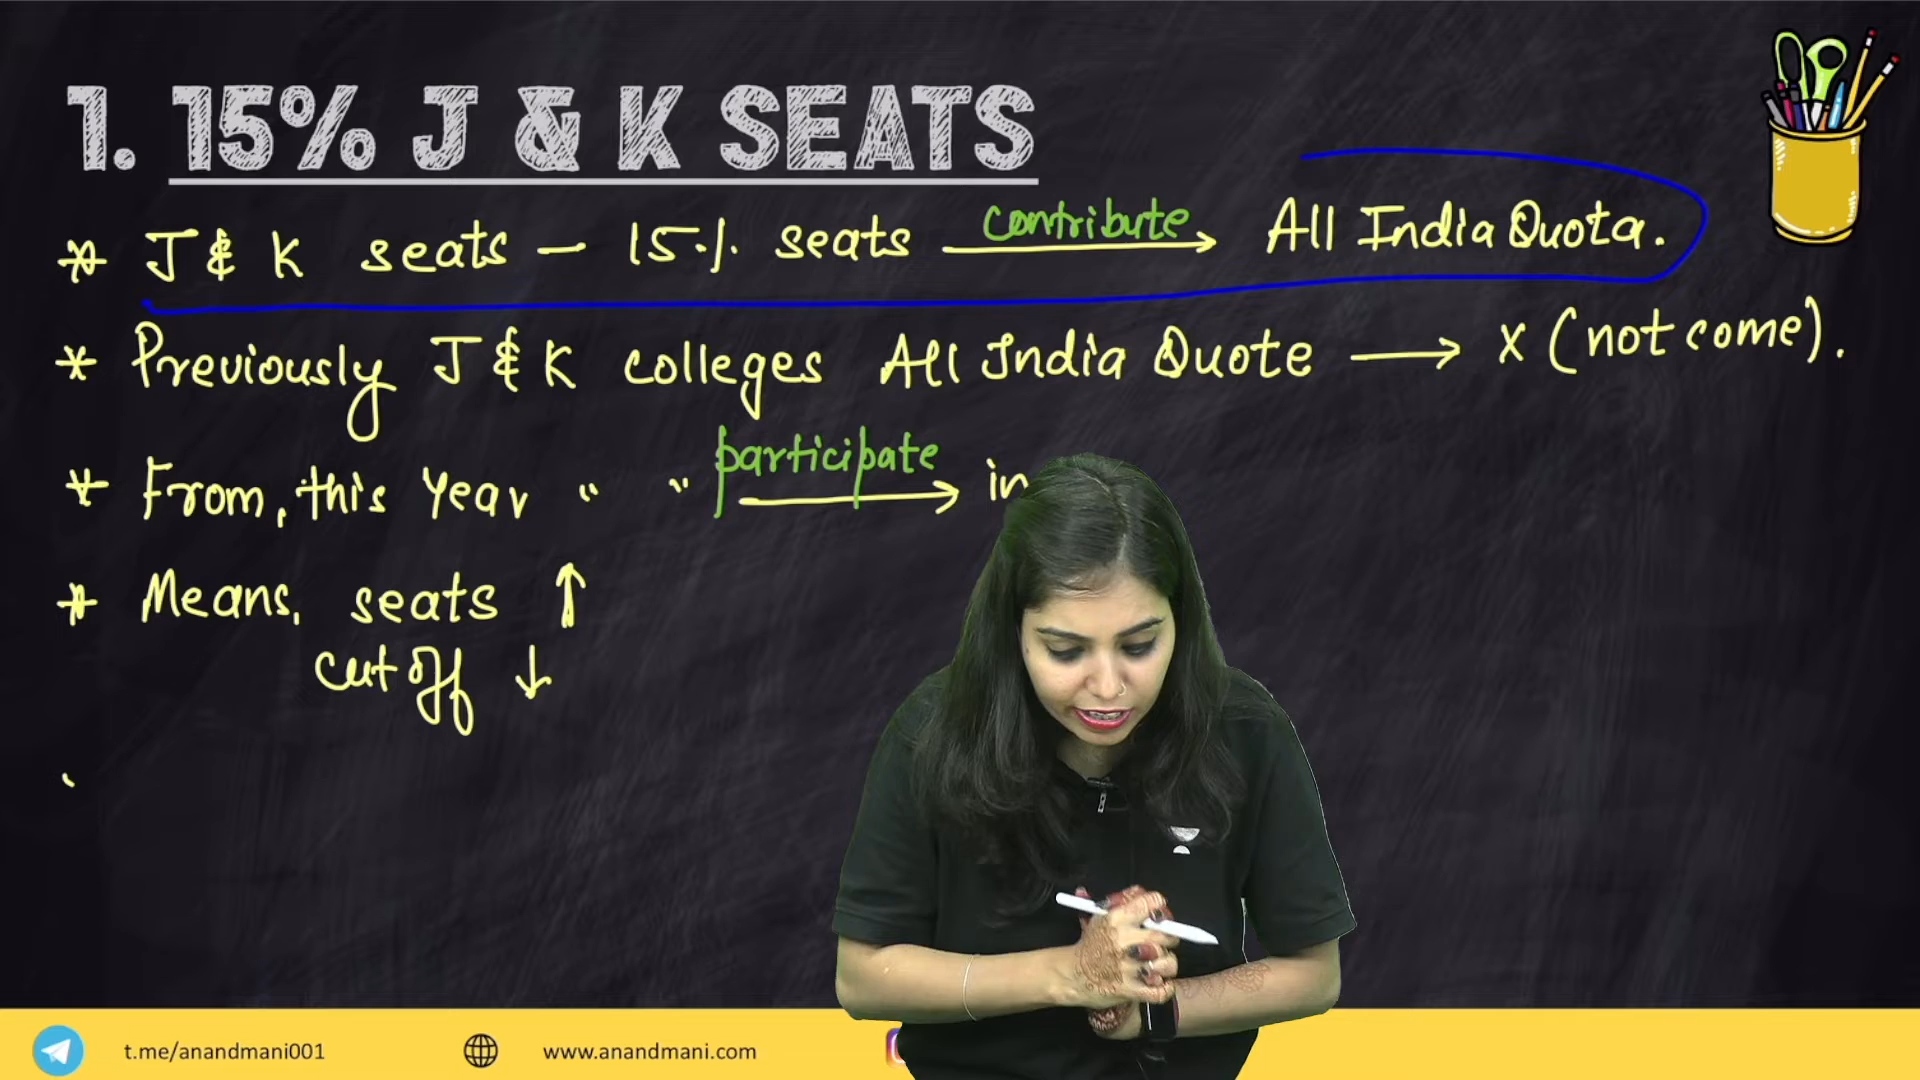 1. 15% J & K SEATS
* J & K seats – 15% seats contribute → All India Quota.
* Previously J & K colleges All India Quote → x (not come).
* From, this Year " " participate → in
* Means, seats ↑
cut off ↓
t.me/anandmani001 www.anandmani.com